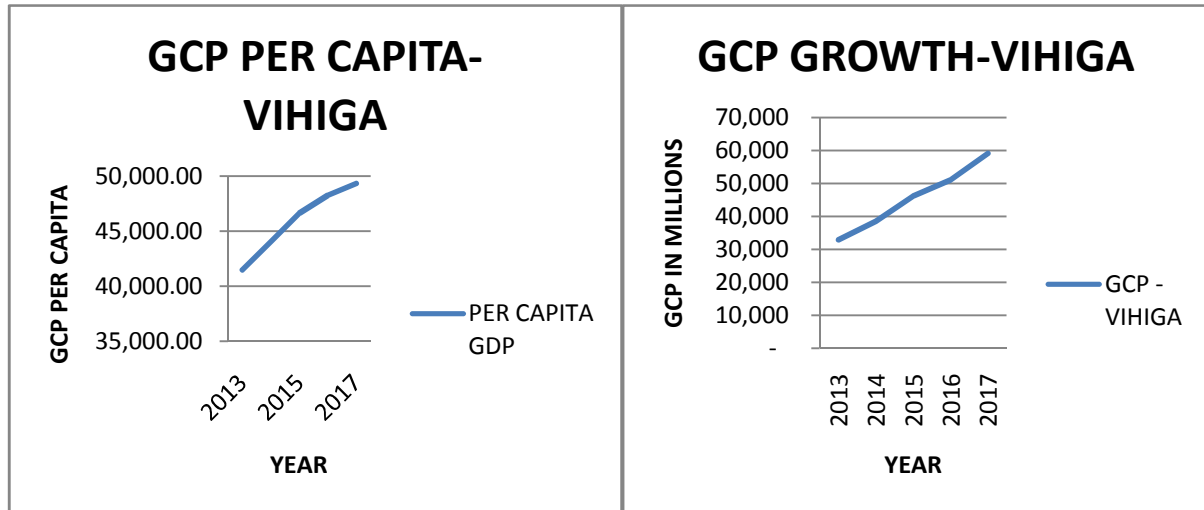 GCP PER CAPITA-
VIHIGA
GCP PER CAPITA
50,000.00
45,000.00
40,000.00
35,000.00
2013
2015
2017
YEAR
PER CAPITA
GDP
GCP GROWTH-VIHIGA
GCP IN MILLIONS
70,000
60,000
50,000
40,000
30,000
20,000
10,000
-
2013
2014
2015
2016
2017
YEAR
GCP -
VIHIGA